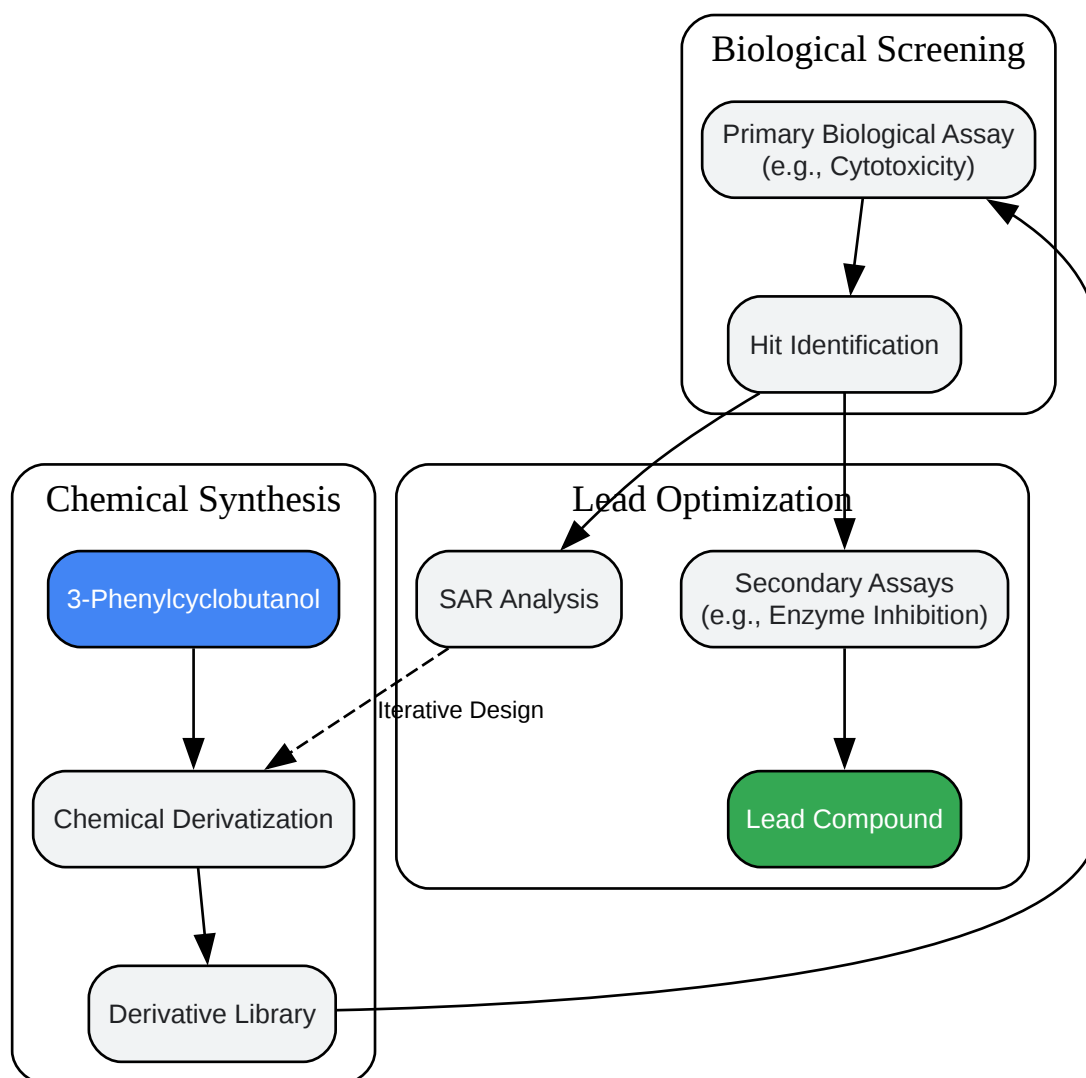 Biological Screening
Primary Biological Assay
(e.g., Cytotoxicity)
Hit Identification
Chemical Synthesis
3-Phenylcyclobutanol
Chemical Derivatization
Derivative Library
Lead Optimization
SAR Analysis
Secondary Assays
(e.g., Enzyme Inhibition)
Iterative Design
Lead Compound